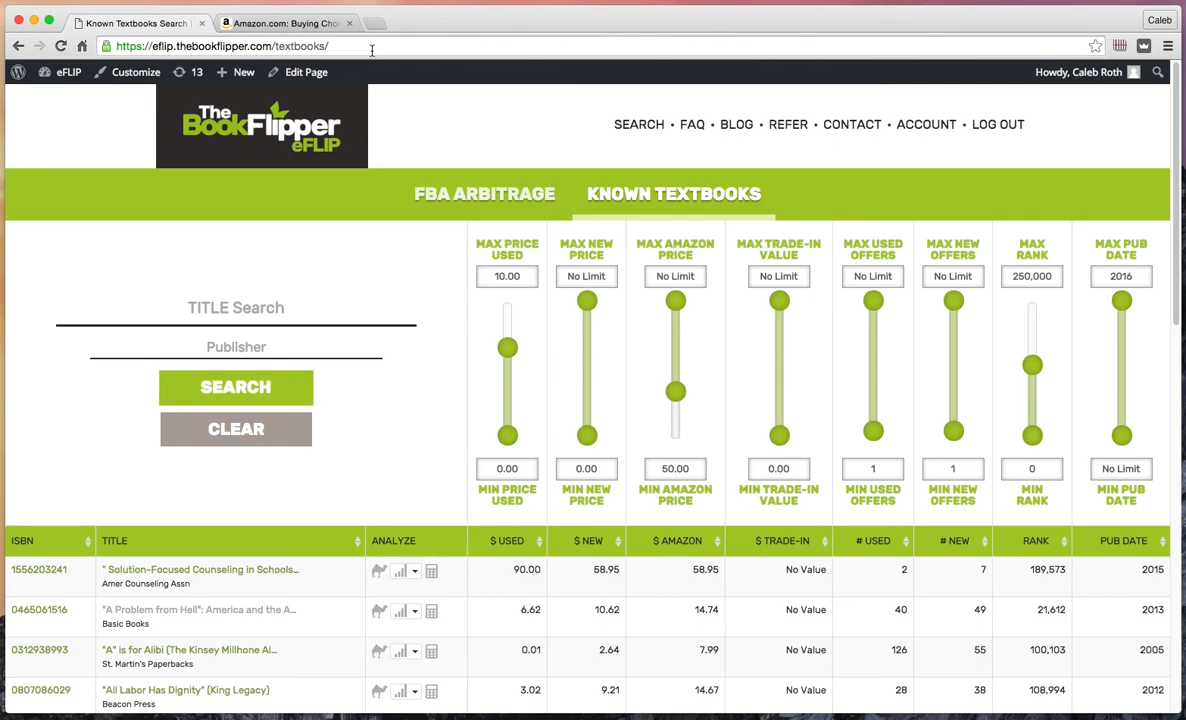 Known Textbooks Search
Amazon.com: Buying Choi
Caleb
https://eflip.thebookflipper.com/textbooks/
eFLIP
Customize
13
New
Edit Page
Howdy, Caleb Roth
The
BookFlipper
eFLIP
SEARCH • FAQ • BLOG • REFER • CONTACT • ACCOUNT • LOG OUT
FBA ARBITRAGE
KNOWN TEXTBOOKS
TITLE Search
Publisher
SEARCH
CLEAR
MAX PRICE
USED
10.00
0.00
MIN PRICE
USED
MAX NEW
PRICE
No Limit
0.00
MIN NEW
PRICE
MAX AMAZON
PRICE
No Limit
50.00
MIN AMAZON
PRICE
MAX TRADE-IN
VALUE
No Limit
0.00
MIN TRADE-IN
VALUE
MAX USED
OFFERS
No Limit
1
MIN USED
OFFERS
MAX NEW
OFFERS
No Limit
1
MIN NEW
OFFERS
MAX
RANK
250,000
0
MIN
RANK
MAX PUB
DATE
2016
No Limit
MIN PUB
DATE
ISBN TITLE ANALYZE $ USED $ NEW $ AMAZON $ TRADE-IN # USED # NEW RANK PUB DATE
1556203241 " Solution-Focused Counseling in Schools... 90.00 58.95 58.95 No Value 2 7 189,573 2015
Amer Counseling Assn
0465061516 "A Problem from Hell": America and the A... 6.62 10.62 14.74 No Value 40 49 21,612 2013
Basic Books
0312938993 "A" is for Alibi (The Kinsey Millhone Al... 0.01 2.64 7.99 No Value 126 55 100,103 2005
St. Martin's Paperbacks
0807086029 "All Labor Has Dignity" (King Legacy) 3.02 9.21 14.67 No Value 28 38 108,994 2012
Beacon Press